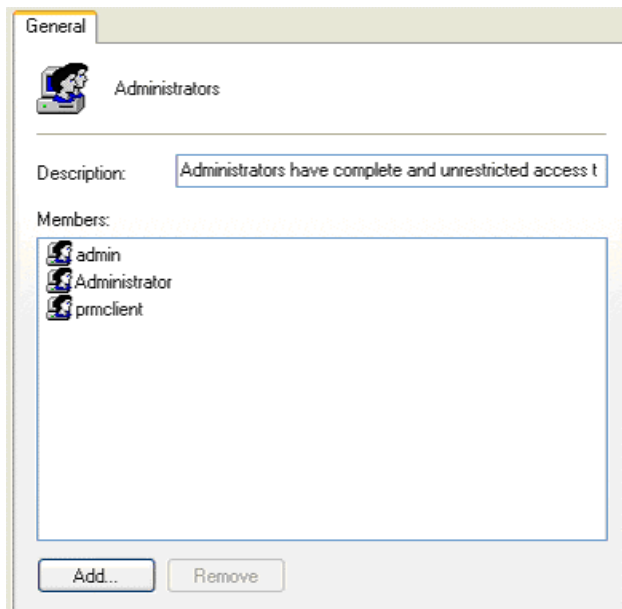 General
Administrators
Description: Administrators have complete and unrestricted access t
Members:
admin
Administrator
prmclient
Add... Remove